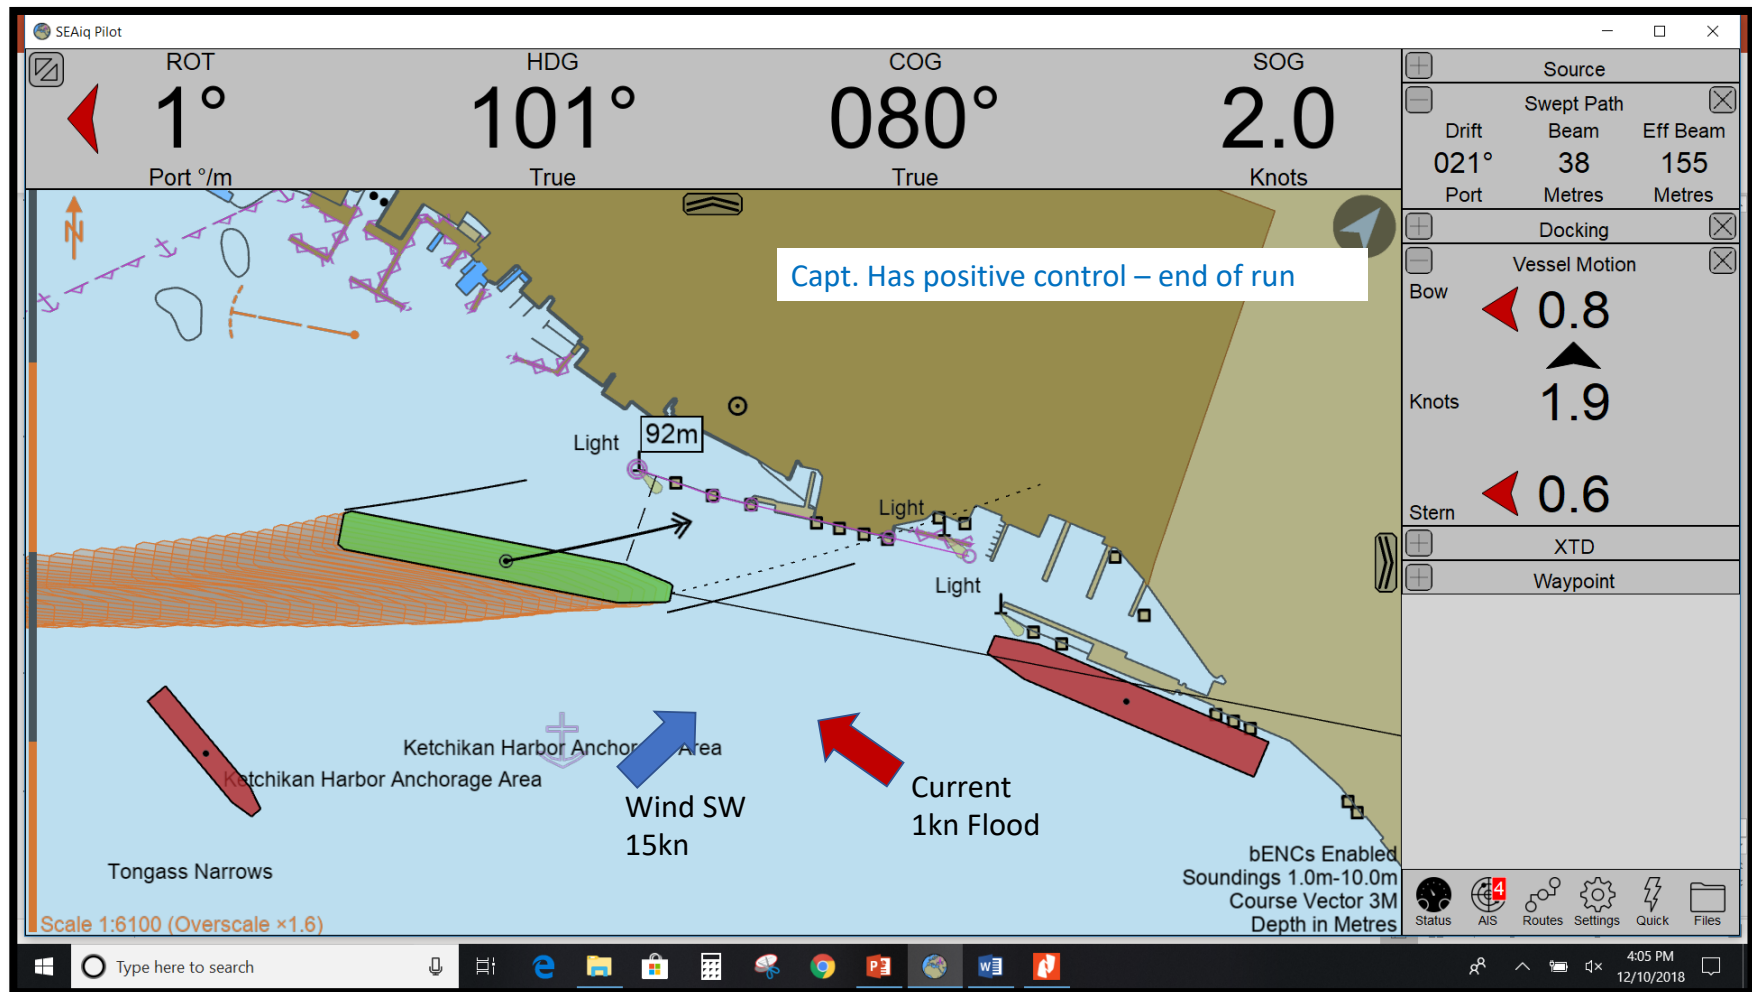 SEAiq Pilot
ROT
HDG
COG
SOG
1°
101°
080°
2.0
Port °/m
True
True
Knots
Source
Swept Path
Drift
Beam
Eff Beam
021°
38
155
Port
Metres
Metres
Docking
Vessel Motion
Bow
0.8
Knots
1.9
Stern
0.6
XTD
Waypoint
N
Capt. Has positive control – end of run
92m
Light
Light
Light
Ketchikan Harbor Anchor Area
Ketchikan Harbor Anchorage Area
Wind SW
15kn
Current
1kn Flood
Tongass Narrows
Scale 1:6100 (Overscale ×1.6)
bENCs Enabled
Soundings 1.0m-10.0m
Course Vector 3M
Depth in Metres
4
Status
AIS
Routes
Settings
Quick
Files
Type here to search
4:05 PM
12/10/2018